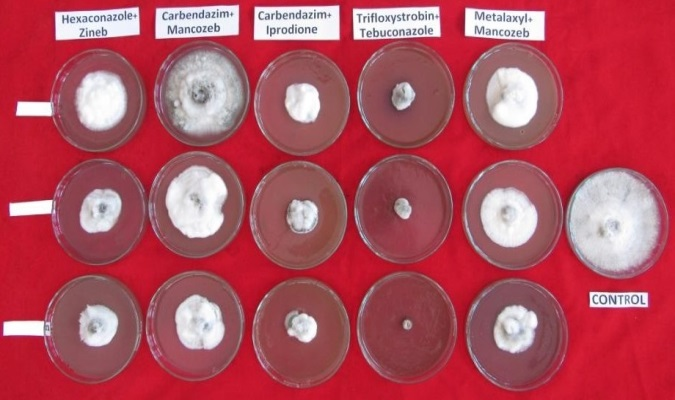 Hexaconazole+
Zineb
Carbendazim+
Mancozeb
Carbendazim+
Iprodione
Trifloxystrobin+
Tebuconazole
Metalaxyl+
Mancozeb
CONTROL